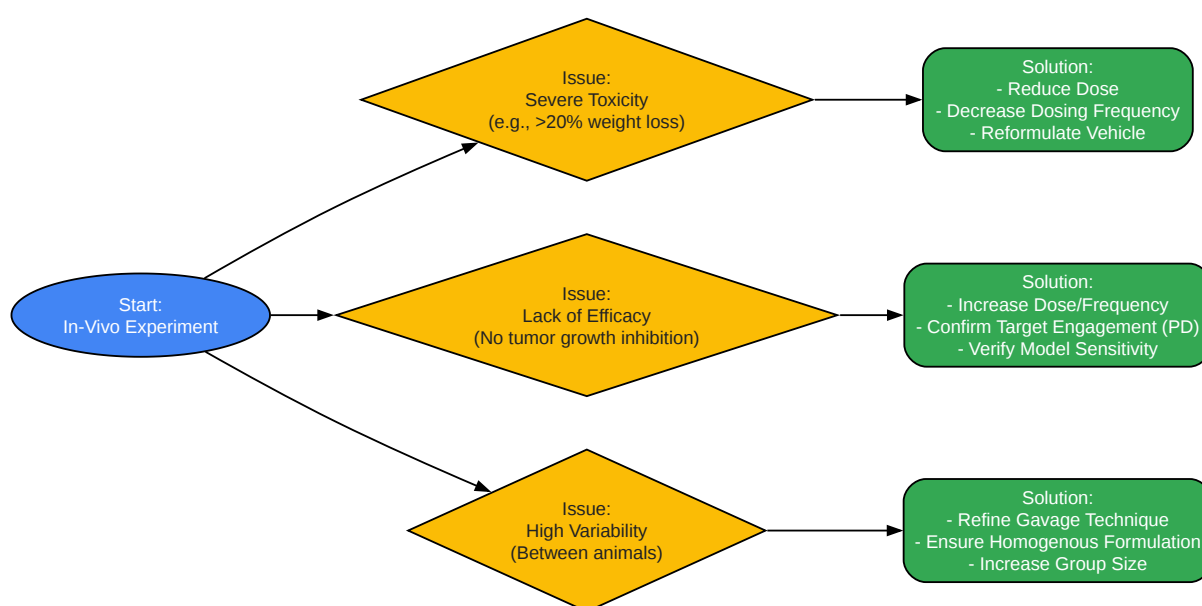 Issue:
Severe Toxicity
(e.g., >20% weight loss)
Solution:
- Reduce Dose
- Decrease Dosing Frequency
- Reformulate Vehicle
Start:
In-Vivo Experiment
Issue:
Lack of Efficacy
(No tumor growth inhibition)
Solution:
- Increase Dose/Frequency
- Confirm Target Engagement (PD)
- Verify Model Sensitivity
Issue:
High Variability
(Between animals)
Solution:
- Refine Gavage Technique
- Ensure Homogenous Formulation
- Increase Group Size